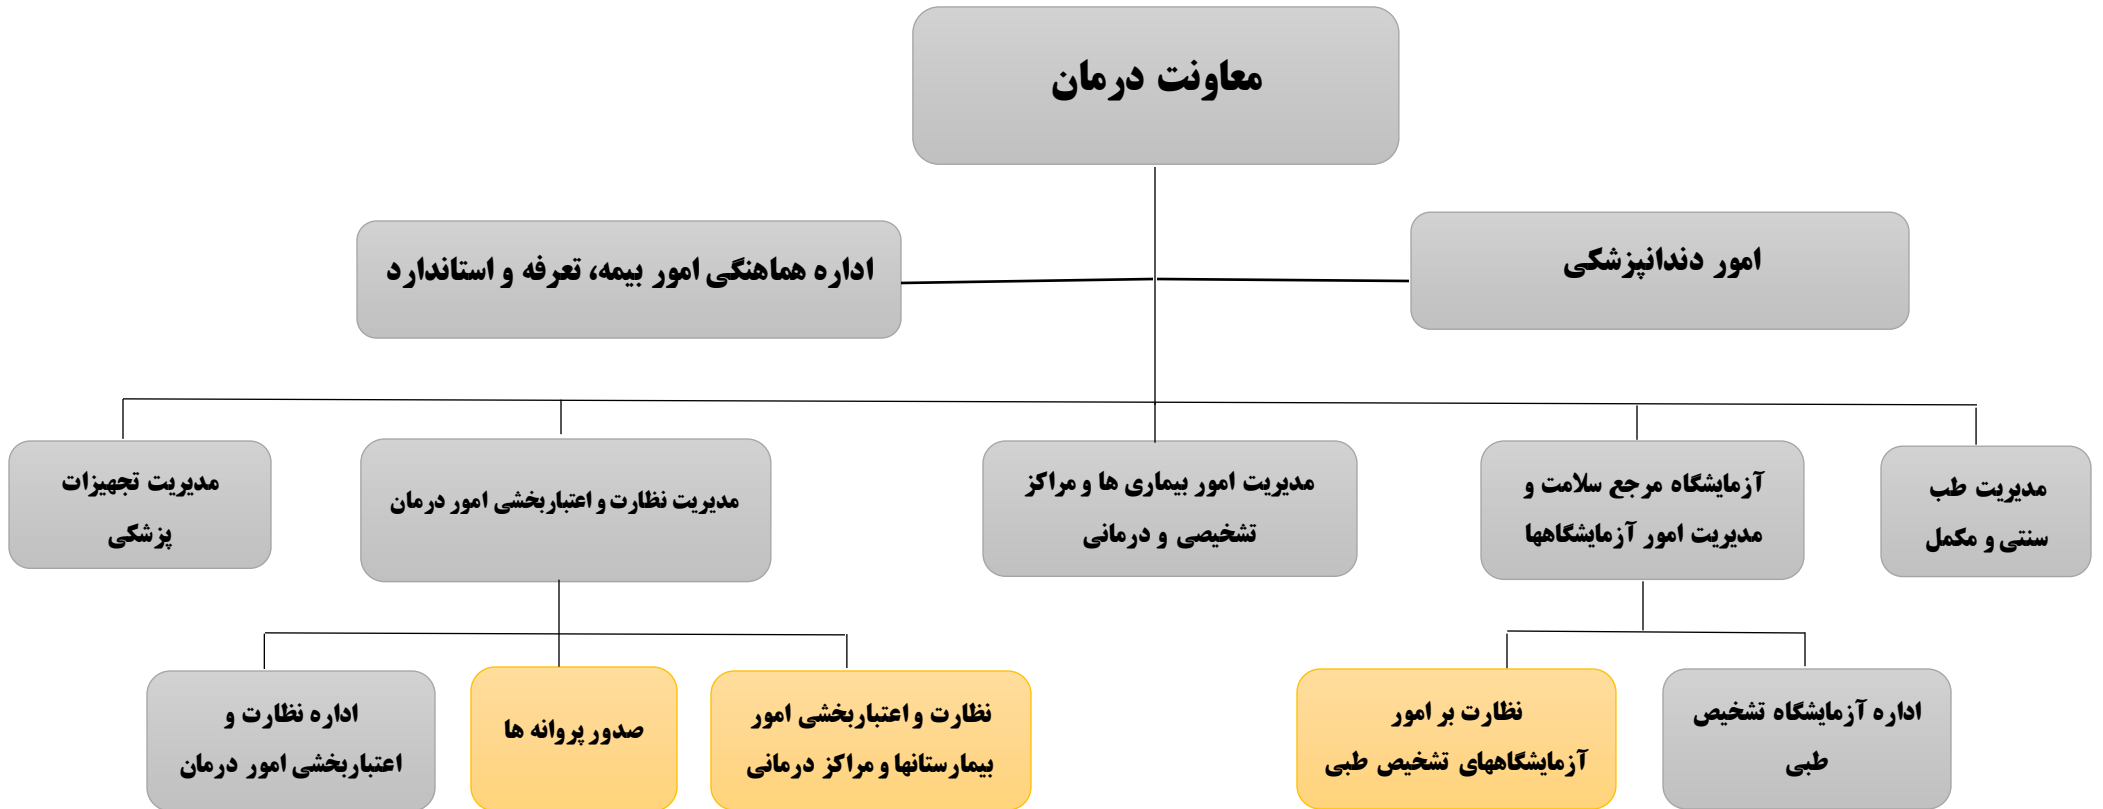 معاونت درمان
امور دندانپزشکی
اداره هماهنگی امور بیمه، تعرفه و استاندارد
مدیریت طب
سنتی و مکمل
آزمایشگاه مرجع سلامت و
مدیریت امور آزمایشگاهها
مدیریت امور بیماری ها و مراکز
تشخیصی و درمانی
مدیریت نظارت و اعتباربخشی امور درمان
مدیریت تجهیزات
پزشکی
اداره آزمایشگاه تشخیص
طبی
نظارت بر امور
آزمایشگاههای تشخیص طبی
نظارت و اعتباربخشی امور
بیمارستانها و مراکز درمانی
صدور پروانه ها
اداره نظارت و
اعتباربخشی امور درمان